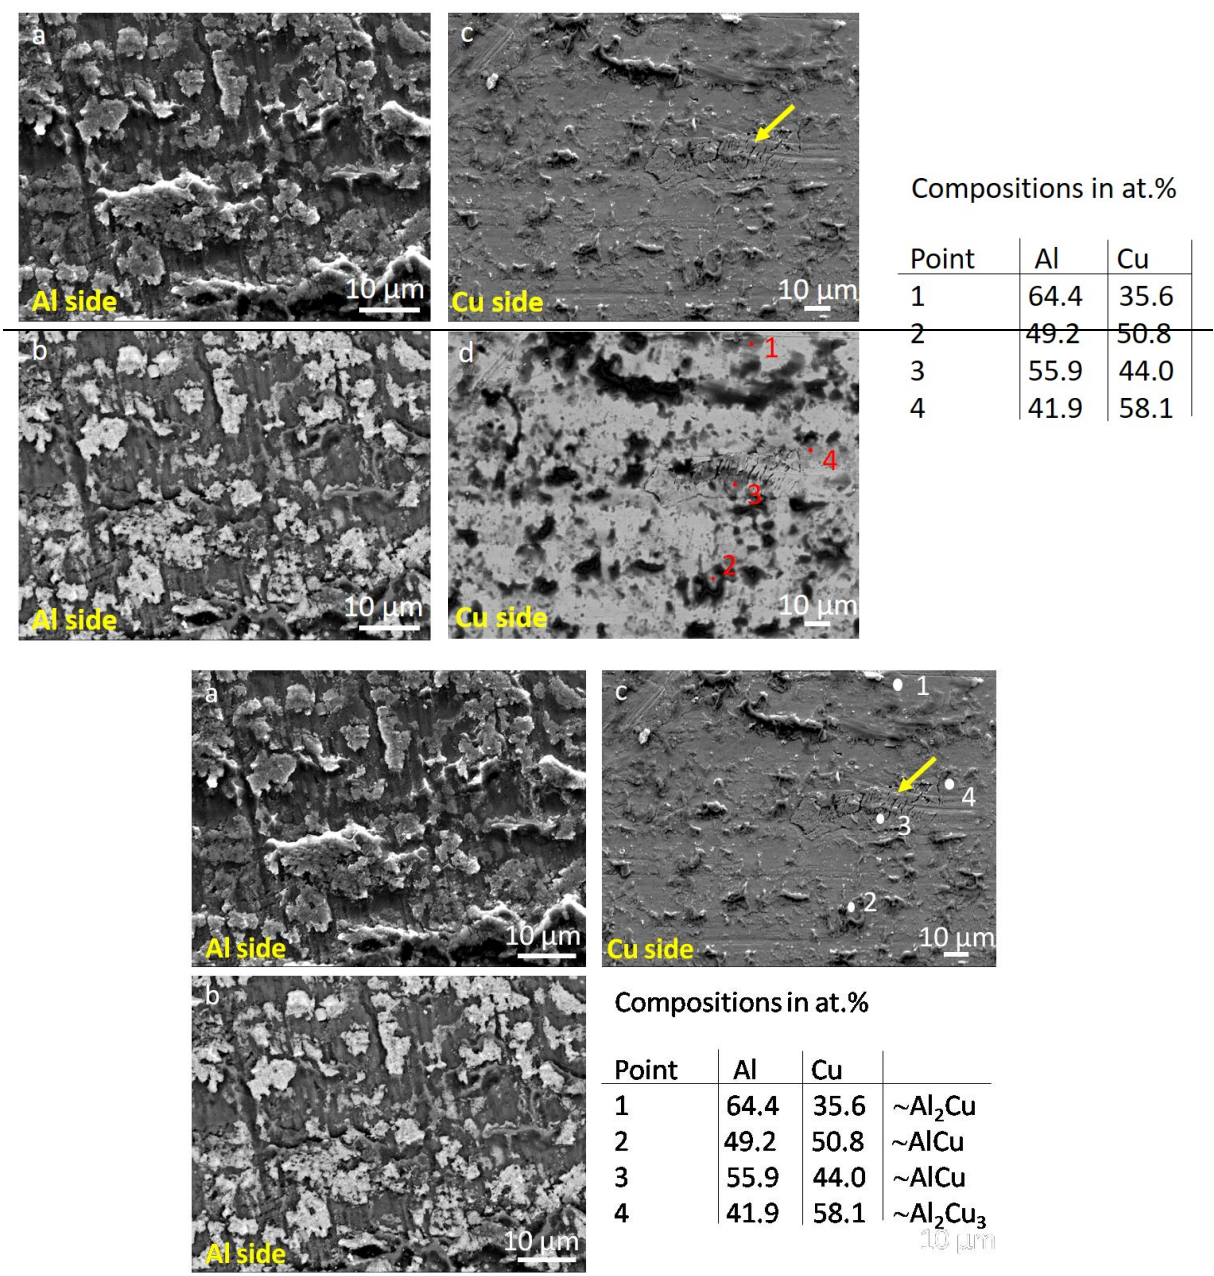 a
c
Al side
10 µm
Cu side
10 µm
Compositions in at.%
Point Al Cu
1 64.4 35.6
2 49.2 50.8
3 55.9 44.0
4 41.9 58.1
b
d
1
4
3
2
Al side
10 µm
Cu side
10 µm
a
c
1
4
3
2
Al side
10 µm
Cu side
10 µm
b
Al side
10 µm
Compositions in at.%
Point Al Cu
1 64.4 35.6 ~Al₂Cu
2 49.2 50.8 ~AlCu
3 55.9 44.0 ~AlCu
4 41.9 58.1 ~Al₂Cu₃
10 µm